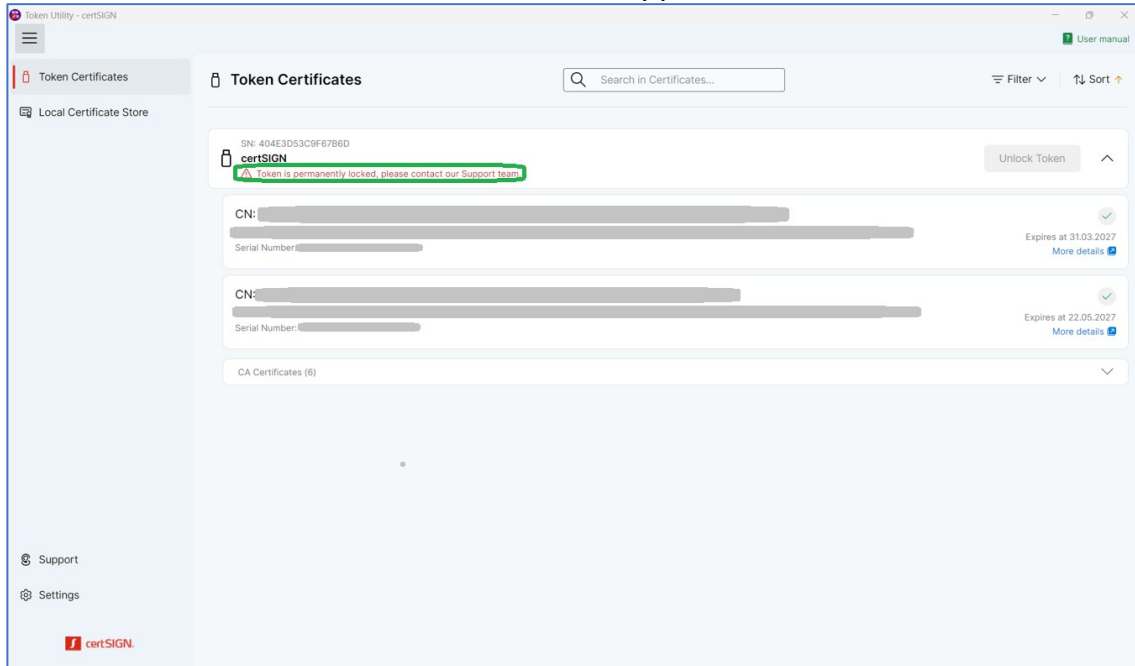 Token Utility - certSIGN
User manual
Token Certificates
Local Certificate Store
Token Certificates
Search in Certificates...
Filter
Sort
SN: 404E3D53C9F67B6D
certSIGN
Token is permanently locked, please contact our Support team.
Unlock Token
CN:
Serial Number:
Expires at 31.03.2027
More details
CN:
Serial Number:
Expires at 22.05.2027
More details
CA Certificates (6)
Support
Settings
certSIGN.